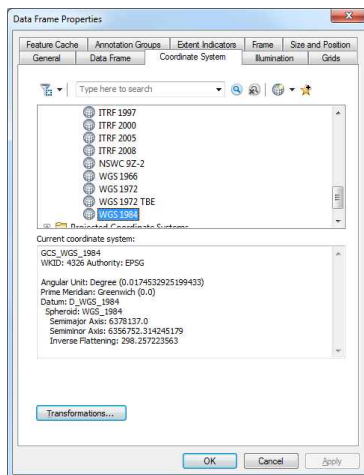 Data Frame Properties
Feature Cache Annotation Groups Extent Indicators Frame Size and Position
General Data Frame Coordinate System Illumination Grids
Type here to search
ITRF 1997
ITRF 2000
ITRF 2005
ITRF 2008
NSWC 9Z-2
WGS 1966
WGS 1972
WGS 1972 TBE
WGS 1984
Projected Coordinate Systems
Current coordinate system:
GCS_WGS_1984
WKID: 4326 Authority: EPSG
Angular Unit: Degree (0.0174532925199433)
Prime Meridian: Greenwich (0.0)
Datum: D_WGS_1984
Spheroid: WGS_1984
Semimajor Axis: 6378137.0
Semiminor Axis: 6356752.314245179
Inverse Flattening: 298.257223563
Transformations...
OK Cancel Apply